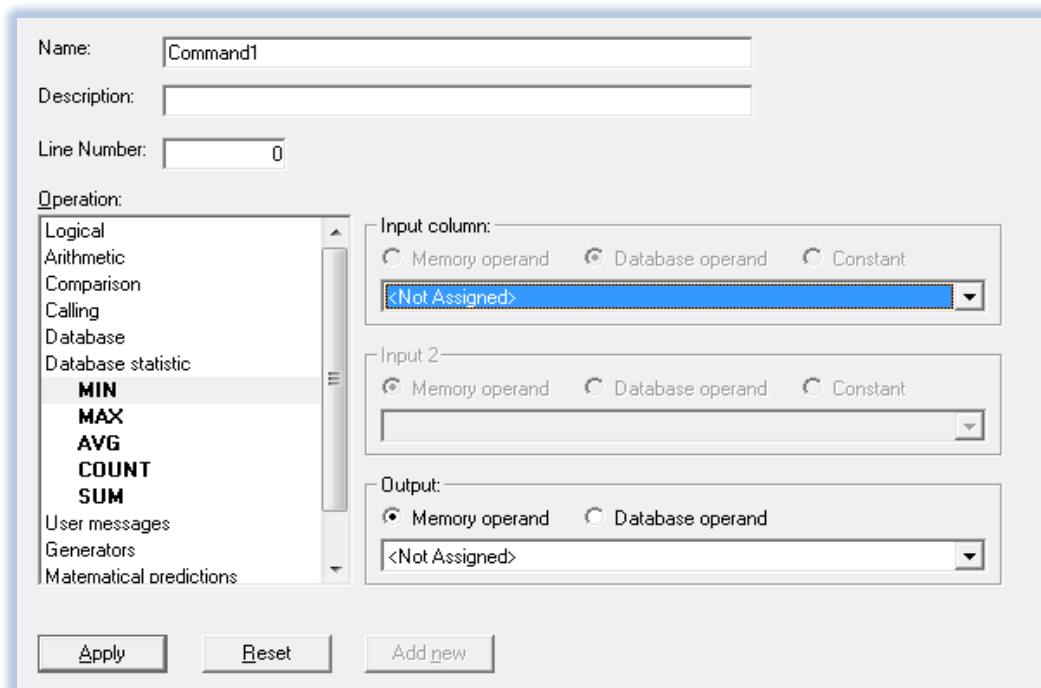 Name: Command1
Description:
Line Number: 0
Operation:
Logical
Arithmetic
Comparison
Calling
Database
Database statistic
MIN
MAX
AVG
COUNT
SUM
User messages
Generators
Matematical predictions
Input column:
Memory operand Database operand Constant
<Not Assigned>
Input 2
Memory operand Database operand Constant
Output:
Memory operand Database operand
<Not Assigned>
Apply Reset Add new